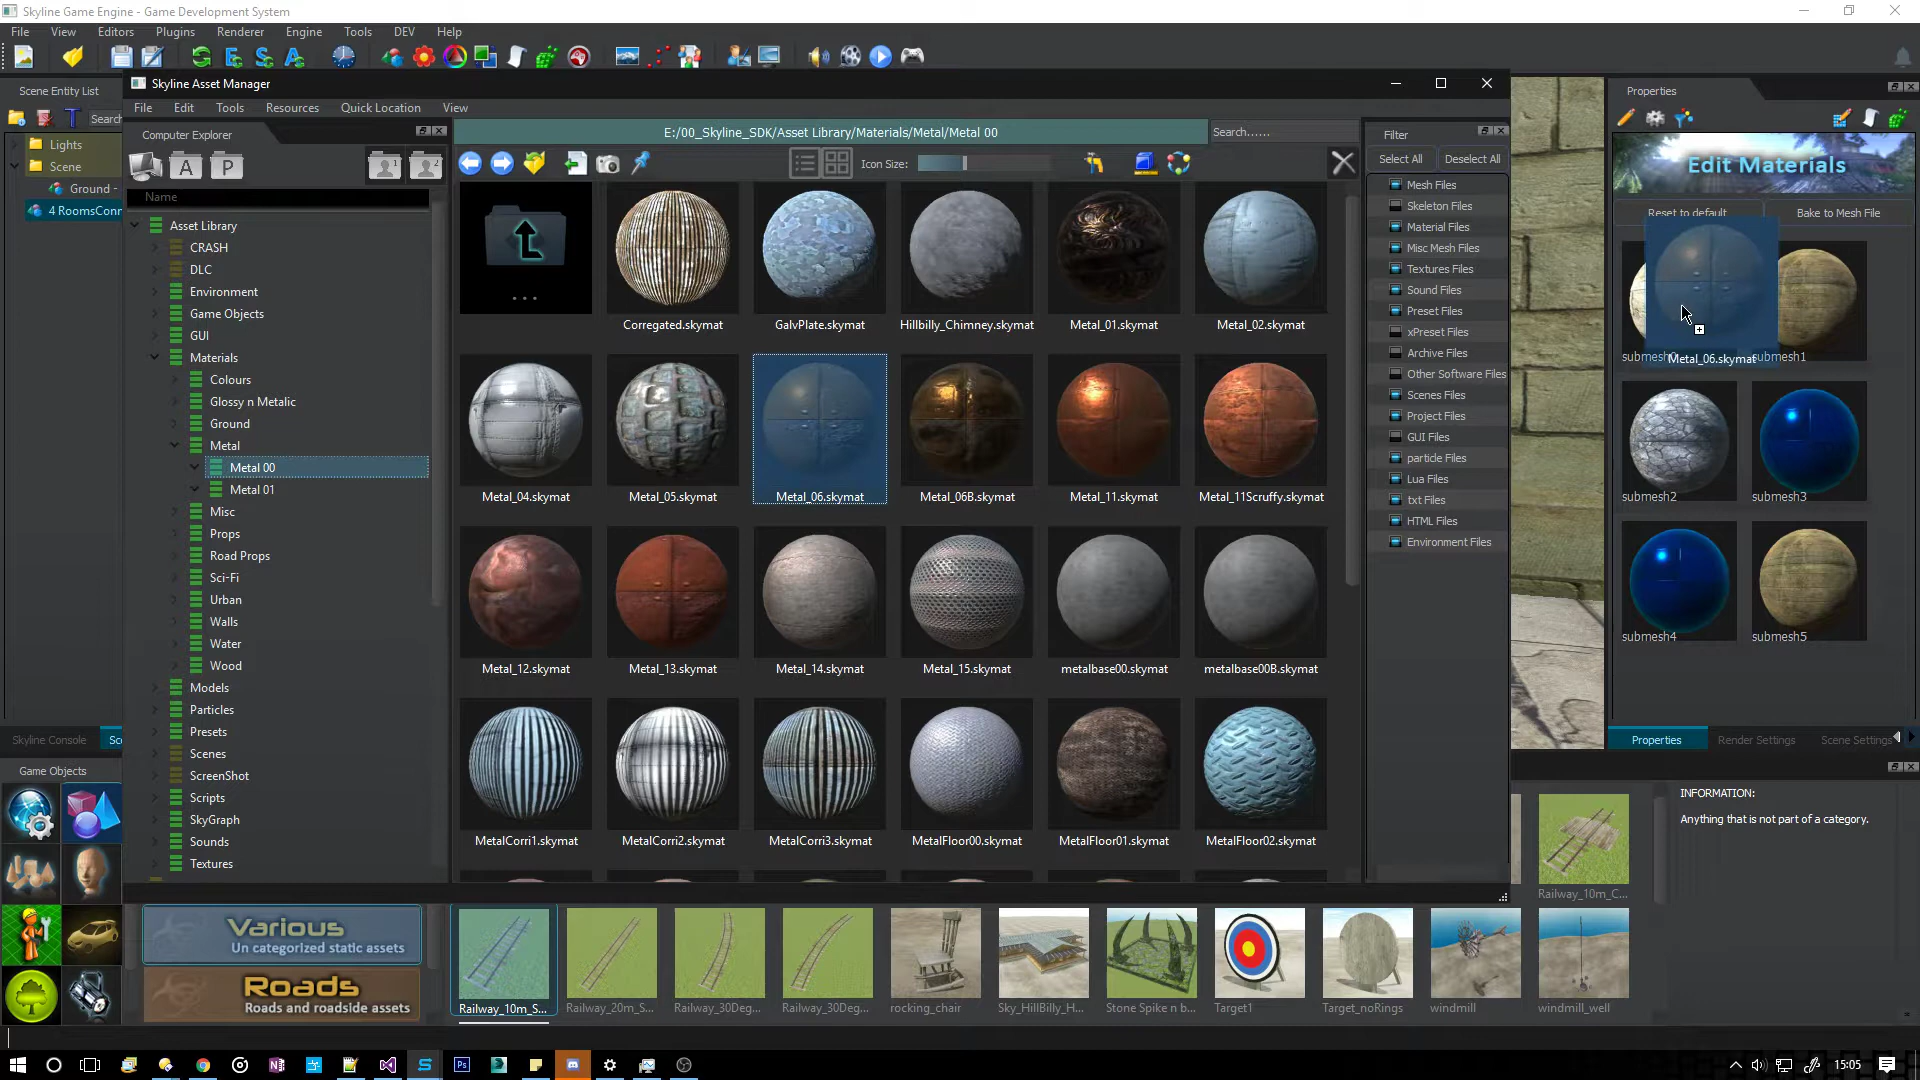 Skyline Game Engine - Game Development System
File View Editors Plugins Renderer Engine Tools DEV Help
Scene Entity List
Search
Lights
Scene
Ground -
4 RoomsConn
Skyline Asset Manager
File Edit Tools Resources Quick Location View
Computer Explorer
A P
Name
Asset Library
CRASH
DLC
Environment
Game Objects
GUI
Materials
Colours
Glossy n Metalic
Ground
Metal
Metal 00
Metal 01
Misc
Props
Road Props
Sci-Fi
Urban
Walls
Water
Wood
Models
Particles
Presets
Scenes
ScreenShot
Scripts
SkyGraph
Sounds
Textures
E:/00_Skyline_SDK/Asset Library/Materials/Metal/Metal 00
Search......
Icon Size:
Corregated.skymat GalvPlate.skymat Hillbilly_Chimney.skymat Metal_01.skymat Metal_02.skymat
Metal_04.skymat Metal_05.skymat Metal_06.skymat Metal_06B.skymat Metal_11.skymat Metal_11Scruffy.skymat
Metal_12.skymat Metal_13.skymat Metal_14.skymat Metal_15.skymat metalbase00.skymat metalbase00B.skymat
MetalCorri1.skymat MetalCorri2.skymat MetalCorri3.skymat MetalFloor00.skymat MetalFloor01.skymat MetalFloor02.skymat
Filter
Select All Deselect All
Mesh Files
Skeleton Files
Material Files
Misc Mesh Files
Textures Files
Sound Files
Preset Files
xPreset Files
Archive Files
Other Software Files
Scenes Files
Project Files
GUI Files
particle Files
Lua Files
txt Files
HTML Files
Environment Files
Properties
Edit Materials
Reset to default Bake to Mesh File
Metal_06.skymat submesh1
submesh2 submesh3
submesh4 submesh5
Properties Render Settings Scene Settings
Skyline Console Sc
Game Objects
Various
Un categorized static assets
Roads
Roads and roadside assets
Railway_10m_S... Railway_20m_S... Railway_30Deg... Railway_30Deg... rocking_chair Sky_HillBilly_H... Stone Spike n b... Target1 Target_noRings windmill windmill_well
Railway_10m_C...
INFORMATION:
Anything that is not part of a category.
15:05